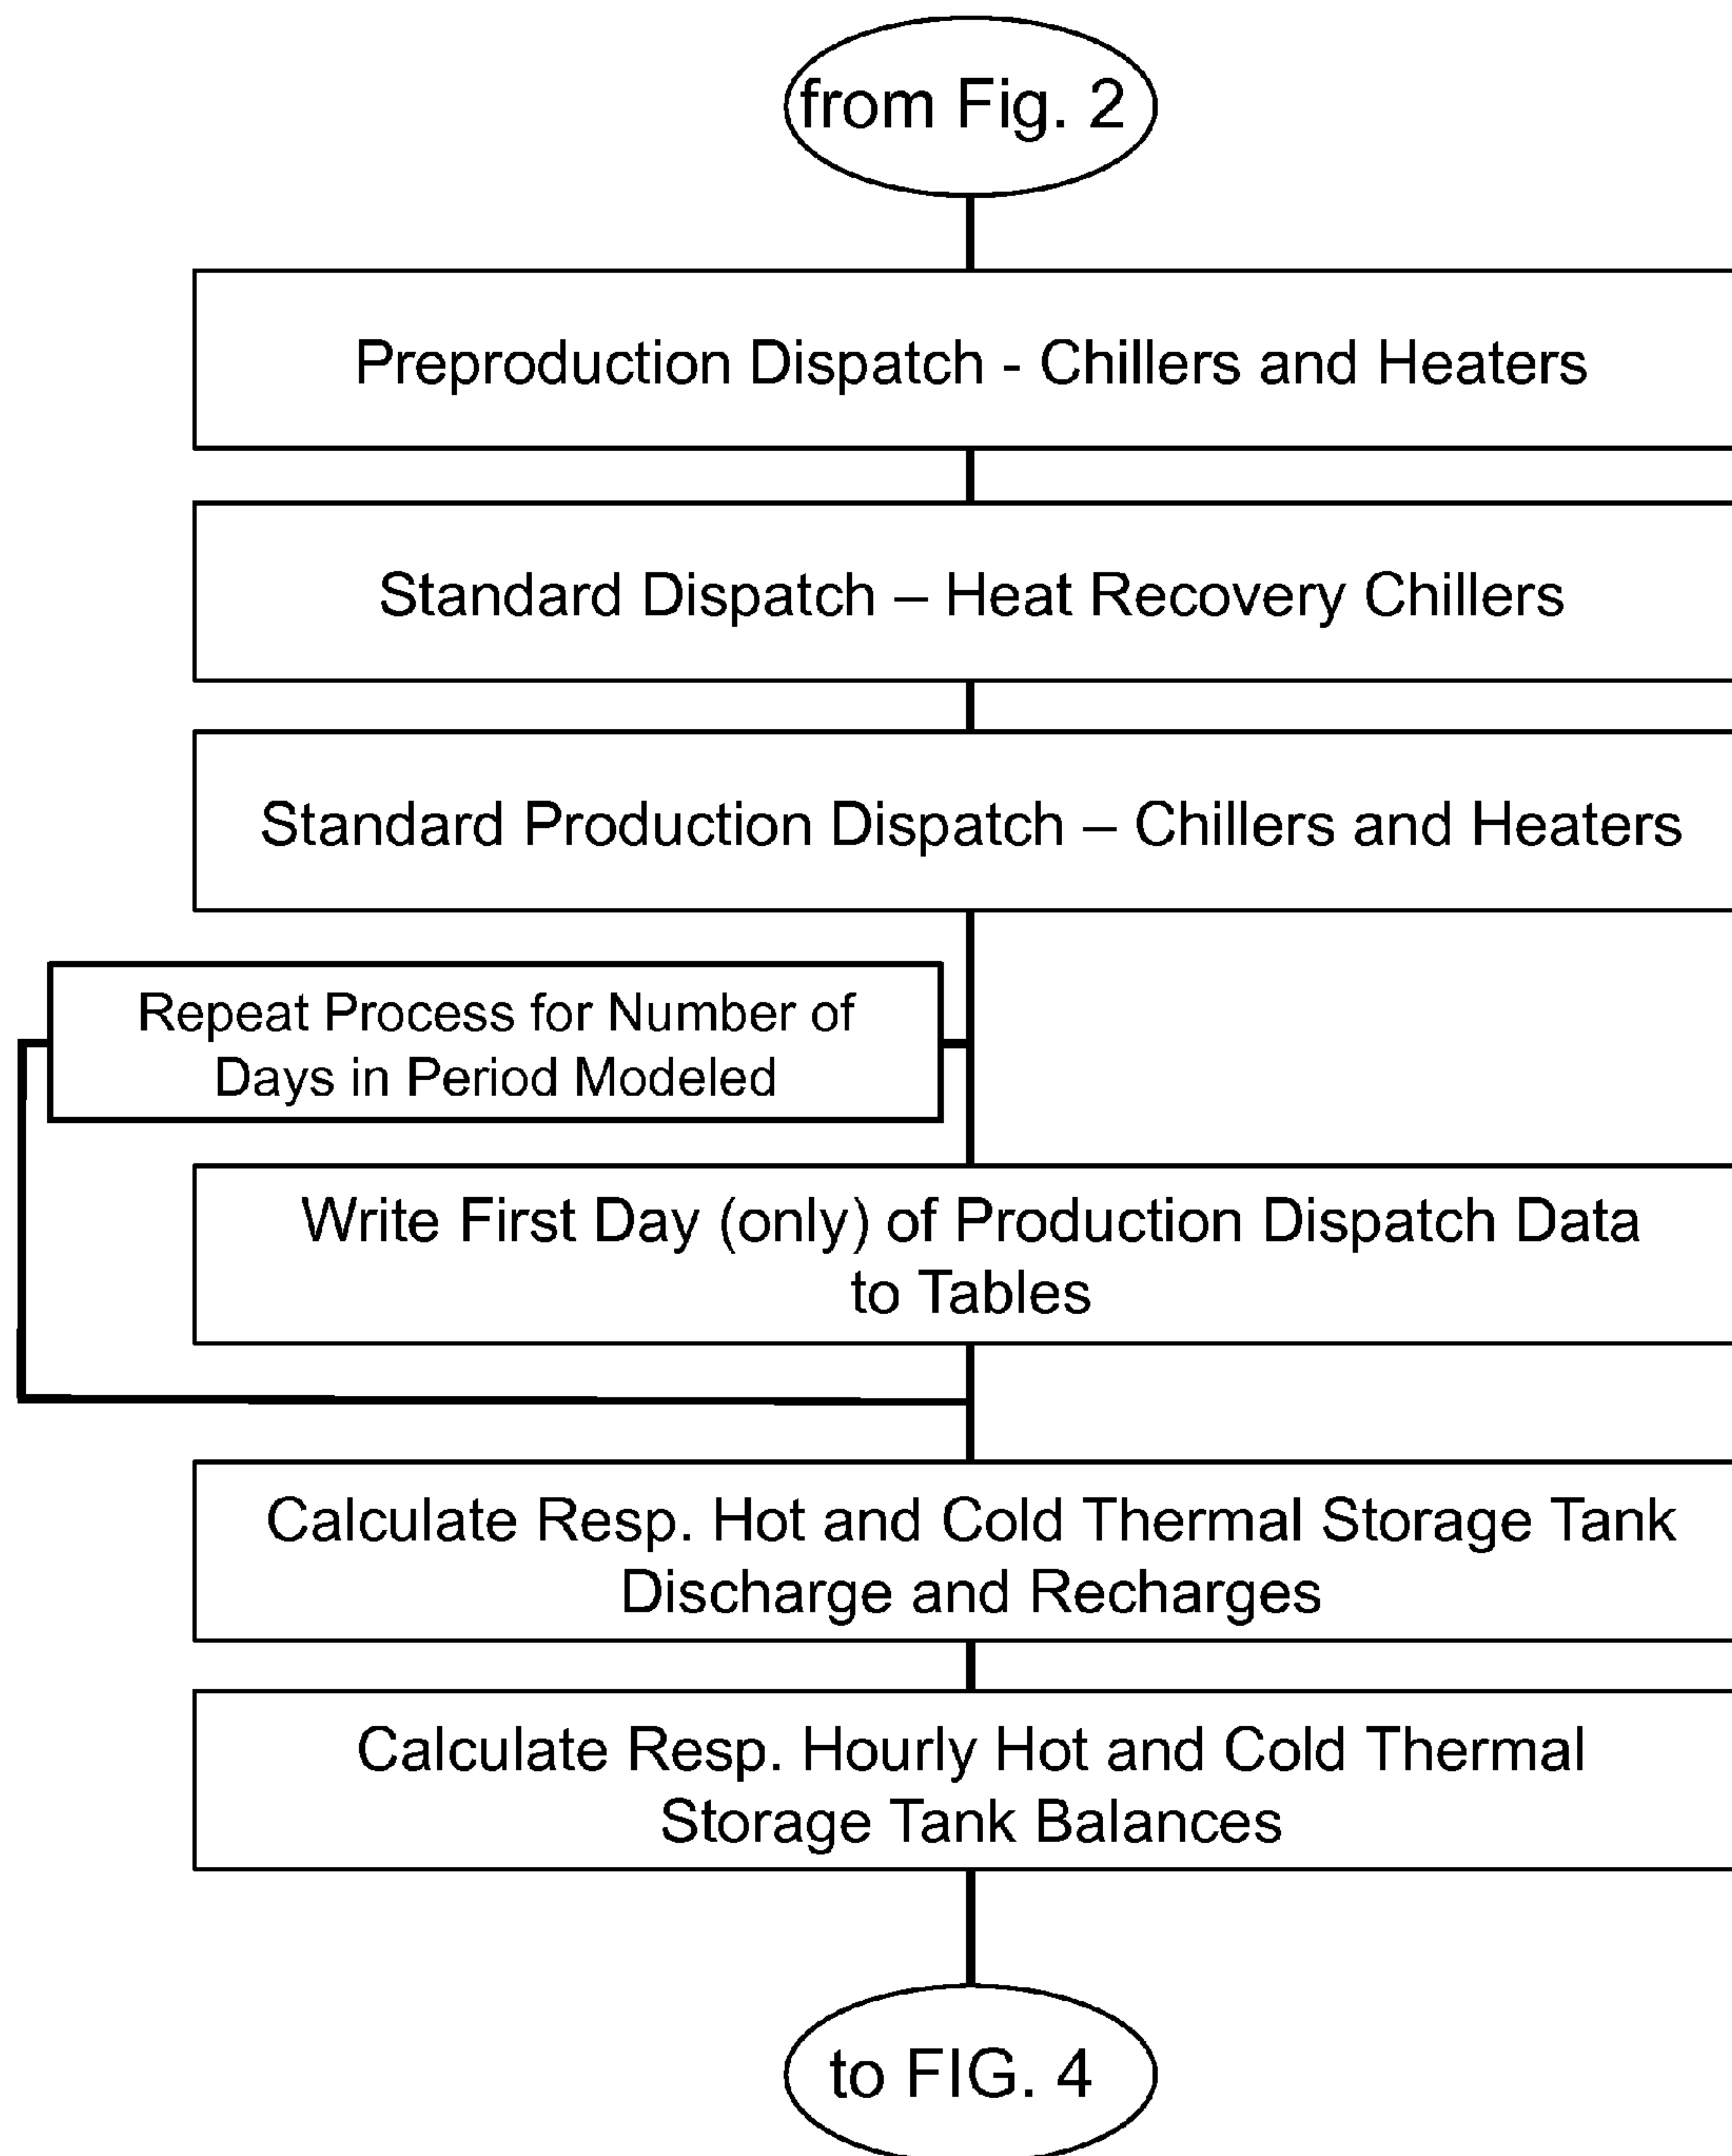 from Fig. 2
Preproduction Dispatch - Chillers and Heaters
Standard Dispatch – Heat Recovery Chillers
Standard Production Dispatch – Chillers and Heaters
Repeat Process for Number of
Days in Period Modeled
Write First Day (only) of Production Dispatch Data
to Tables
Calculate Resp. Hot and Cold Thermal Storage Tank
Discharge and Recharges
Calculate Resp. Hourly Hot and Cold Thermal
Storage Tank Balances
to FIG. 4